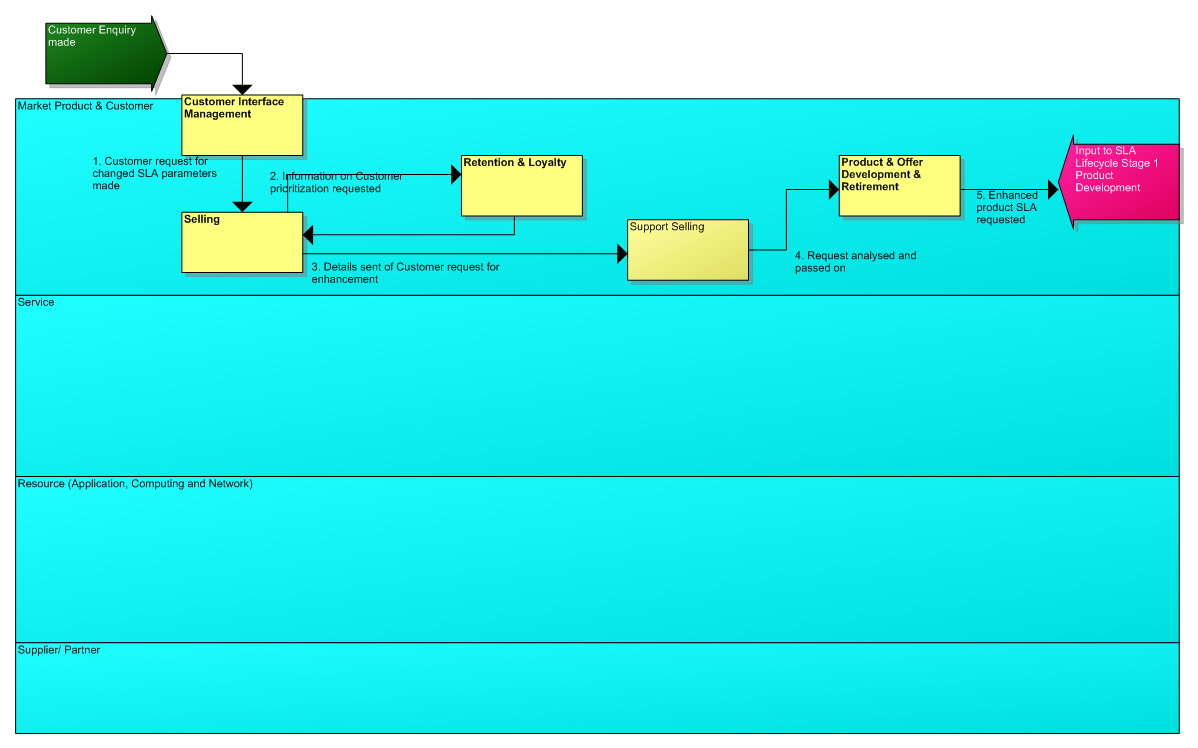 Customer Enquiry
made
Market Product & Customer
Customer Interface
Management
1. Customer request for
changed SLA parameters
made
2. Information on Customer
prioritization requested
Retention & Loyalty
Product & Offer
Development &
Retirement
Input to SLA
Lifecycle Stage 1
Product
Development
5. Enhanced
product SLA
requested
Selling
Support Selling
4. Request analysed and
passed on
3. Details sent of Customer request for
enhancement
Service
Resource (Application, Computing and Network)
Supplier/ Partner